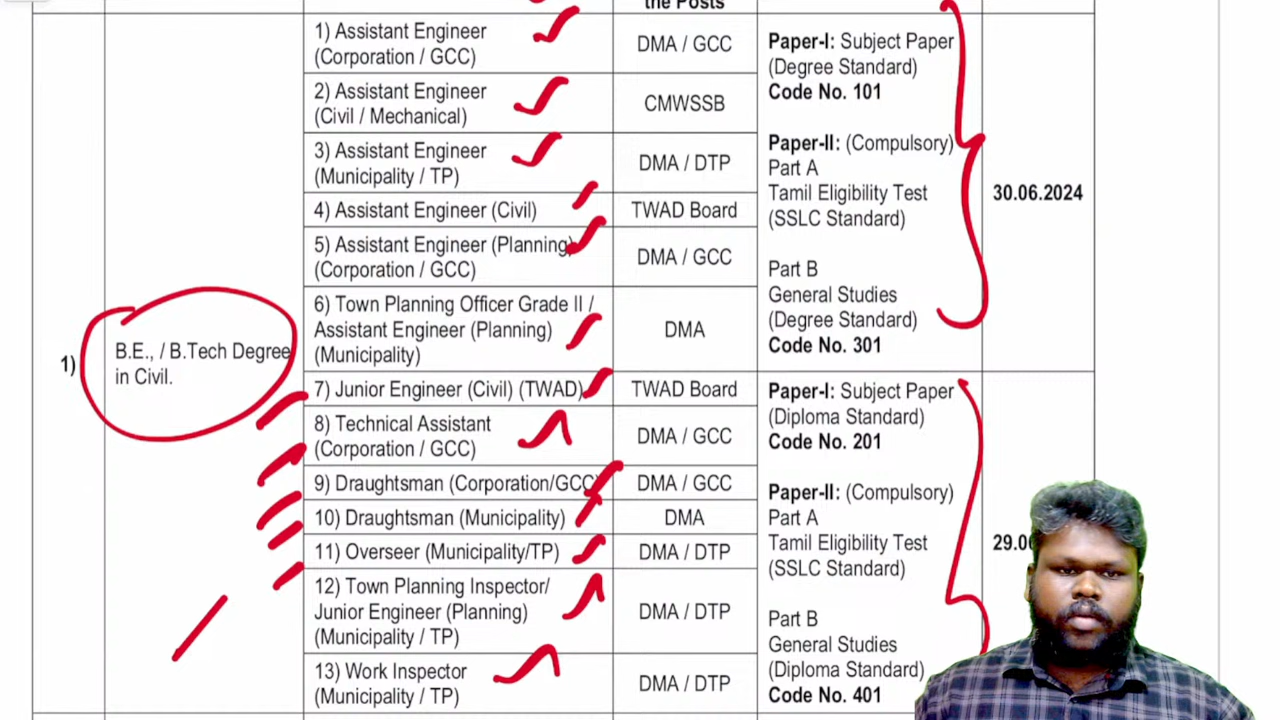 the Posts
1)
B.E., / B.Tech Degree
in Civil.
1) Assistant Engineer
(Corporation / GCC)
DMA / GCC
2) Assistant Engineer
(Civil / Mechanical)
CMWSSB
3) Assistant Engineer
(Municipality / TP)
DMA / DTP
4) Assistant Engineer (Civil)
TWAD Board
5) Assistant Engineer (Planning)
(Corporation / GCC)
DMA / GCC
6) Town Planning Officer Grade II /
Assistant Engineer (Planning)
(Municipality)
DMA
Paper-I: Subject Paper
(Degree Standard)
Code No. 101
Paper-II: (Compulsory)
Part A
Tamil Eligibility Test
(SSLC Standard)
Part B
General Studies
(Degree Standard)
Code No. 301
30.06.2024
7) Junior Engineer (Civil) (TWAD)
TWAD Board
8) Technical Assistant
(Corporation / GCC)
DMA / GCC
9) Draughtsman (Corporation/GCC)
DMA / GCC
10) Draughtsman (Municipality)
DMA
11) Overseer (Municipality/TP)
DMA / DTP
12) Town Planning Inspector/
Junior Engineer (Planning)
(Municipality / TP)
DMA / DTP
13) Work Inspector
(Municipality / TP)
DMA / DTP
Paper-I: Subject Paper
(Diploma Standard)
Code No. 201
Paper-II: (Compulsory)
Part A
Tamil Eligibility Test
(SSLC Standard)
Part B
General Studies
(Diploma Standard)
Code No. 401